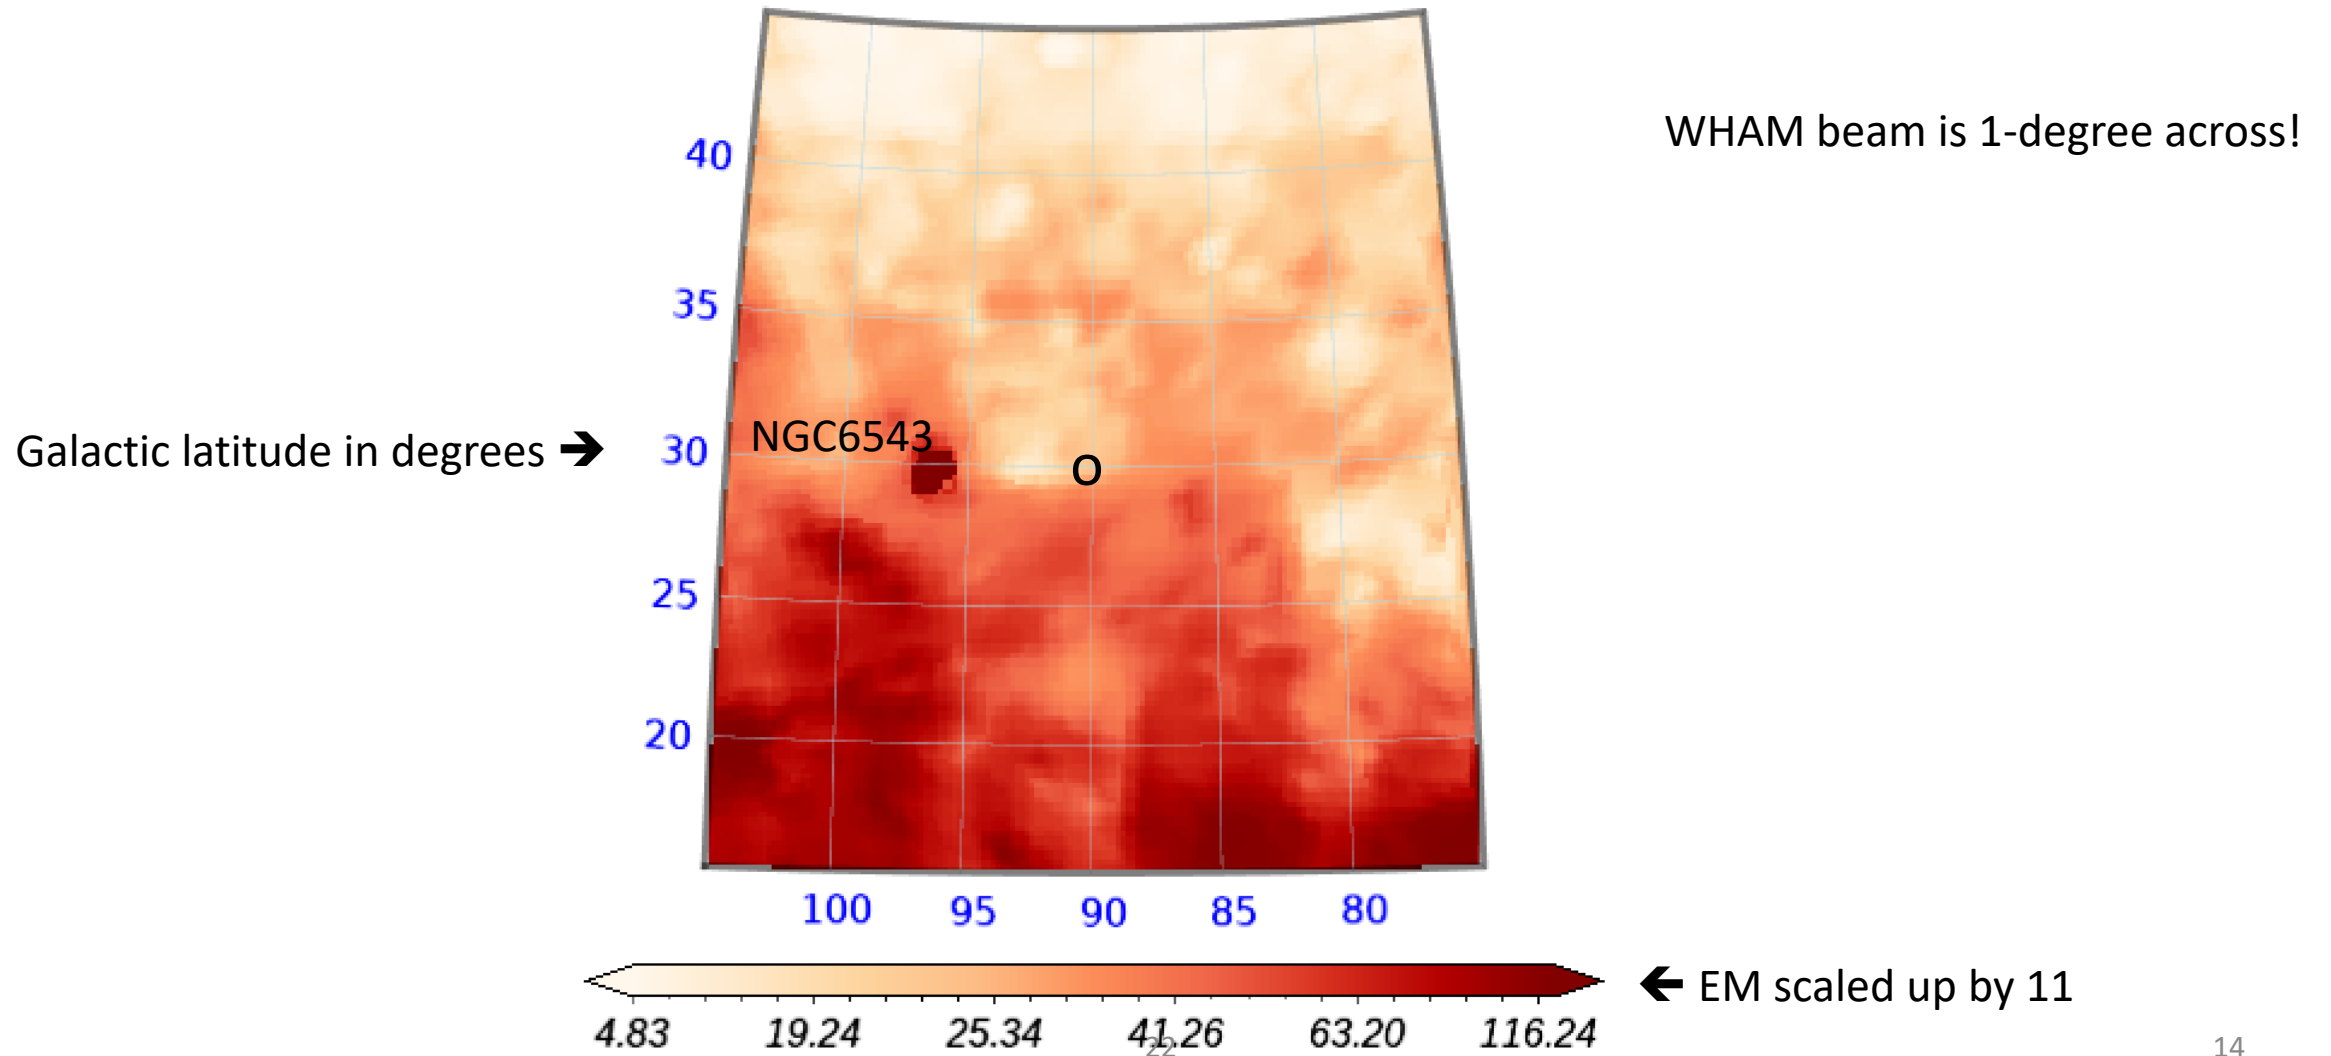 WHAM beam is 1-degree across!
40
35
NGC6543
Galactic latitude in degrees ➔
30
o
25
20
100 95 90 85 80
🡰 EM scaled up by 11
4.83 19.24 25.34 41.26 63.20 116.24
22
14